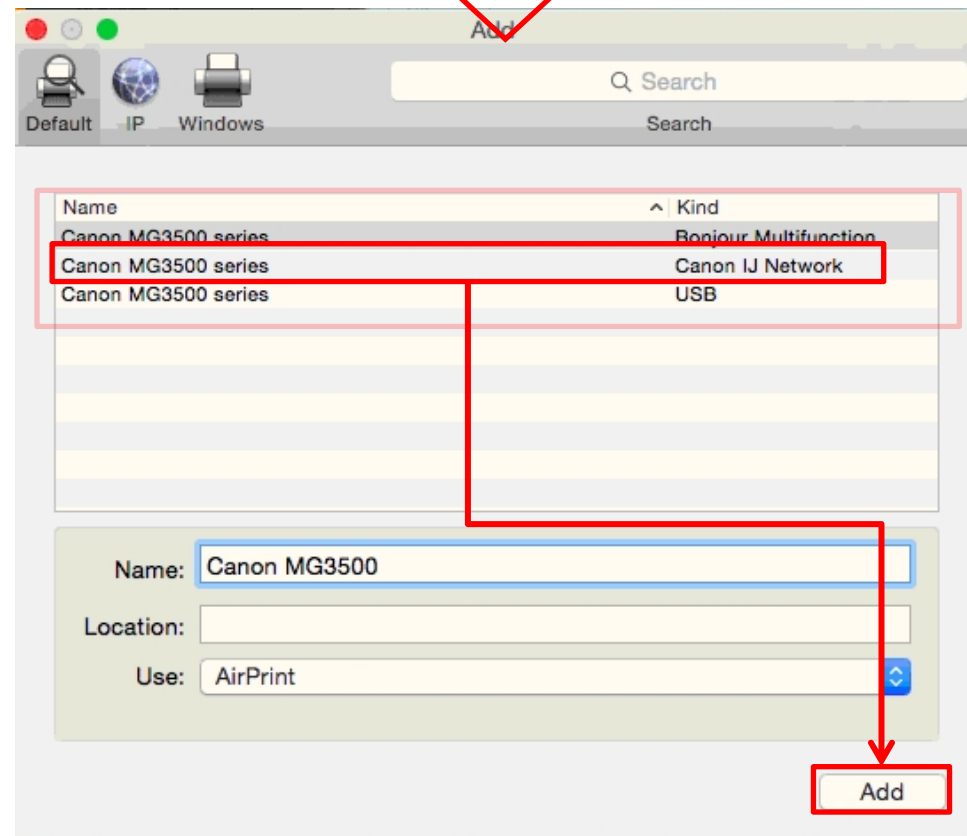 Add
Search
Default IP Windows Search
Name Kind
Canon MG3500 series Bonjour Multifunction
Canon MG3500 series Canon IJ Network
Canon MG3500 series USB
Name: Canon MG3500
Location:
Use: AirPrint
Add